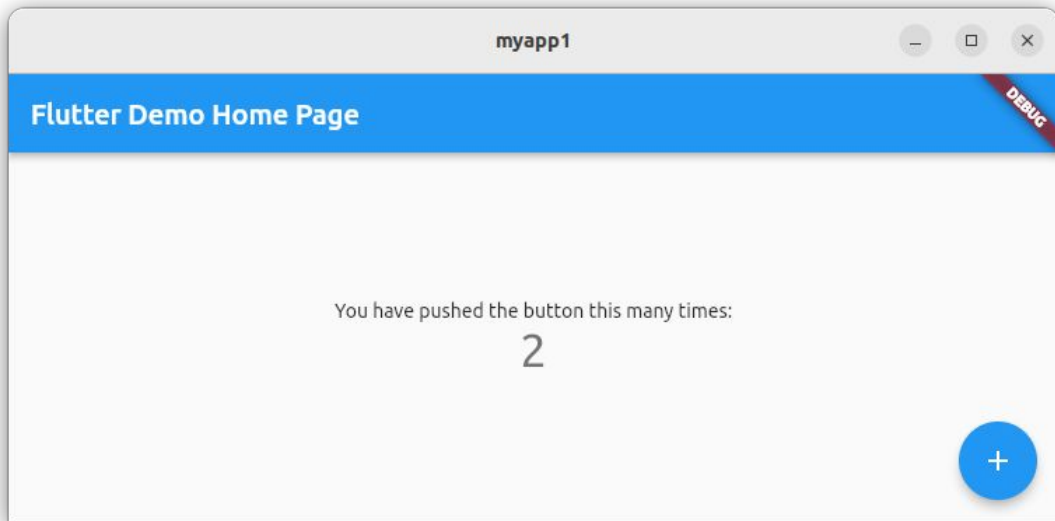 myapp1
Flutter Demo Home Page
DEBUG
You have pushed the button this many times:
2